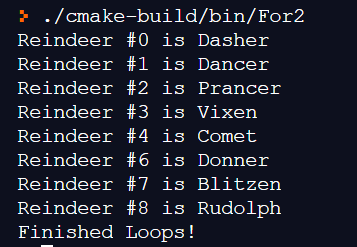 > ./cmake-build/bin/For2
Reindeer #0 is Dasher
Reindeer #1 is Dancer
Reindeer #2 is Prancer
Reindeer #3 is Vixen
Reindeer #4 is Comet
Reindeer #6 is Donner
Reindeer #7 is Blitzen
Reindeer #8 is Rudolph
Finished Loops!